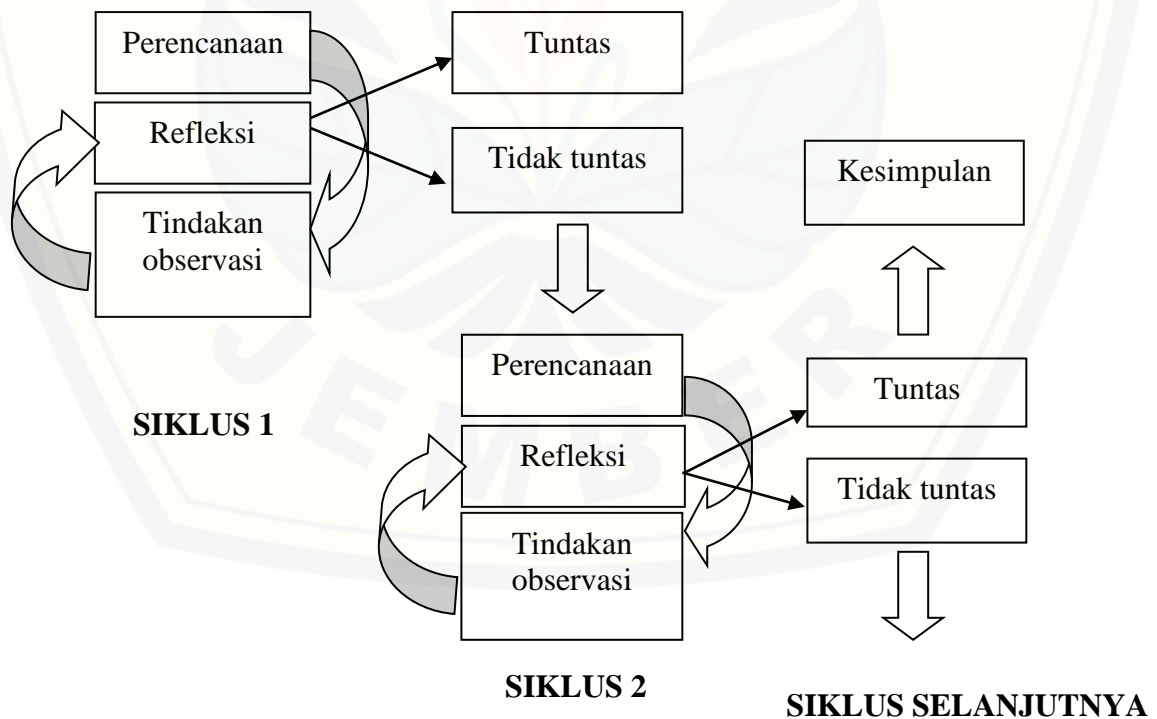 Perencanaan
Tuntas
Refleksi
Tidak tuntas
Kesimpulan
Tindakan
observasi
SIKLUS 1
Perencanaan
Tuntas
Refleksi
Tidak tuntas
Tindakan
observasi
SIKLUS 2
SIKLUS SELANJUTNYA
JEMBER